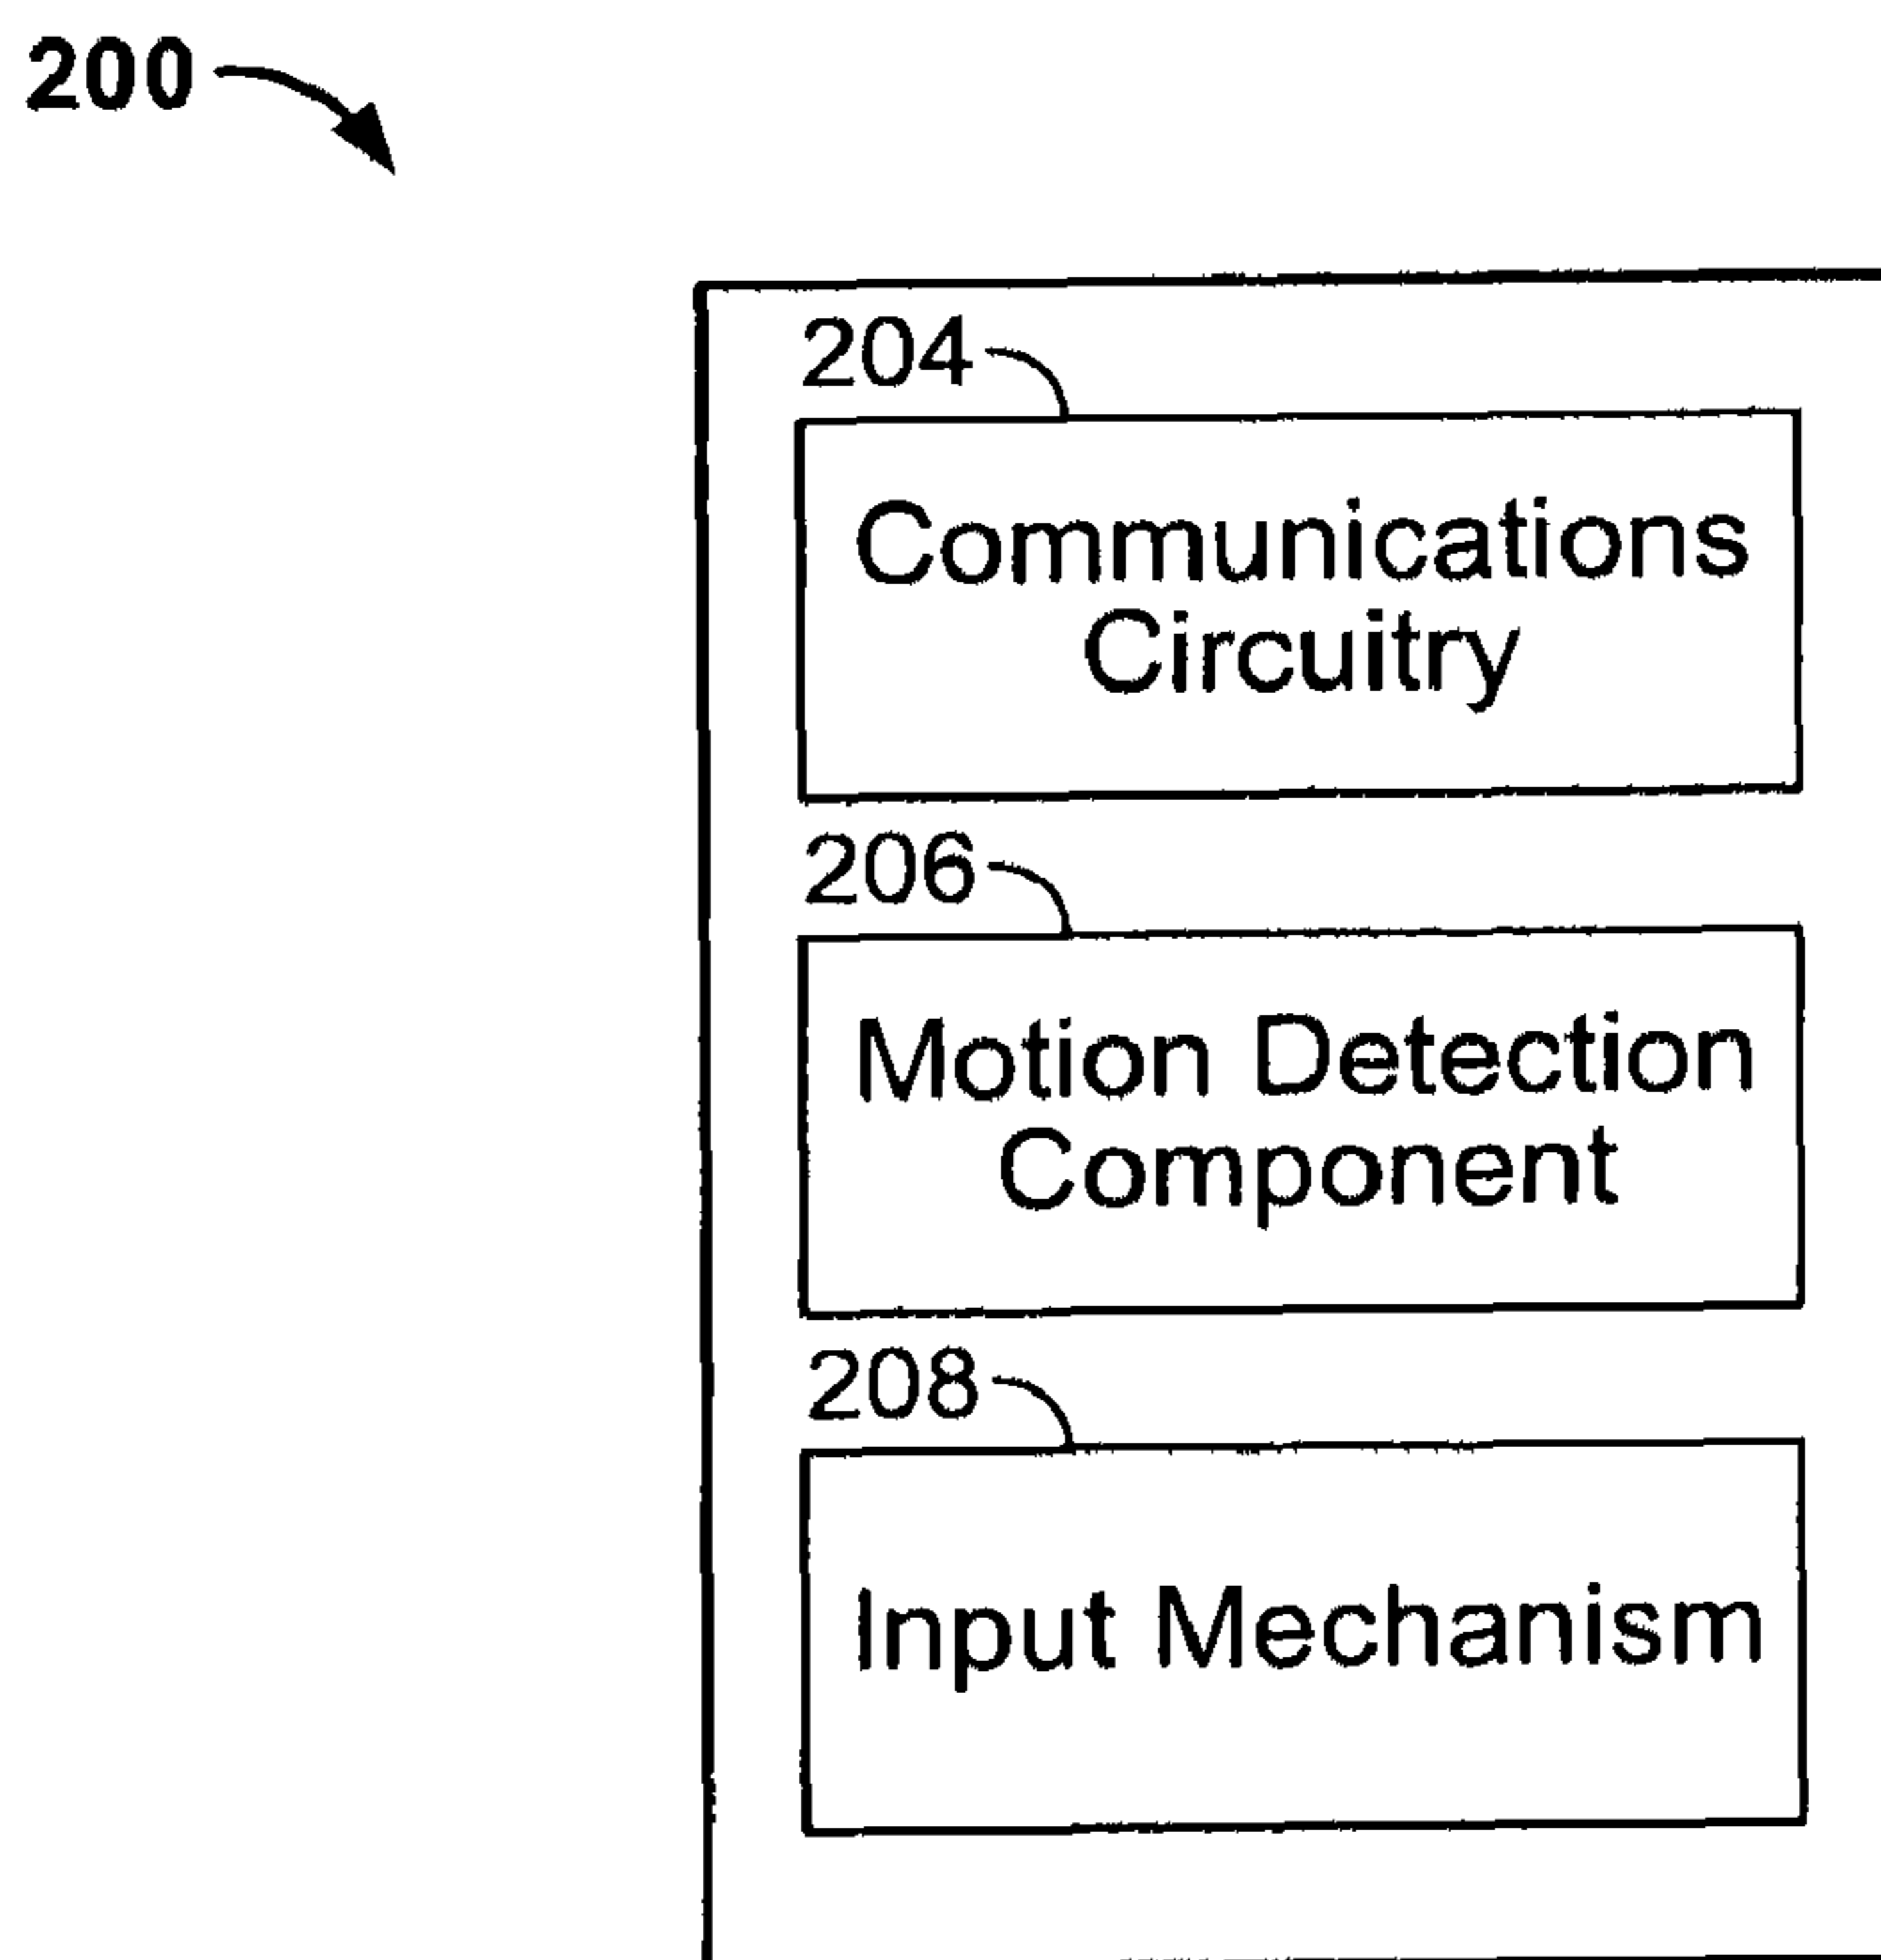 200
204
Communications
Circuitry
206
Motion Detection
Component
208
Input Mechanism